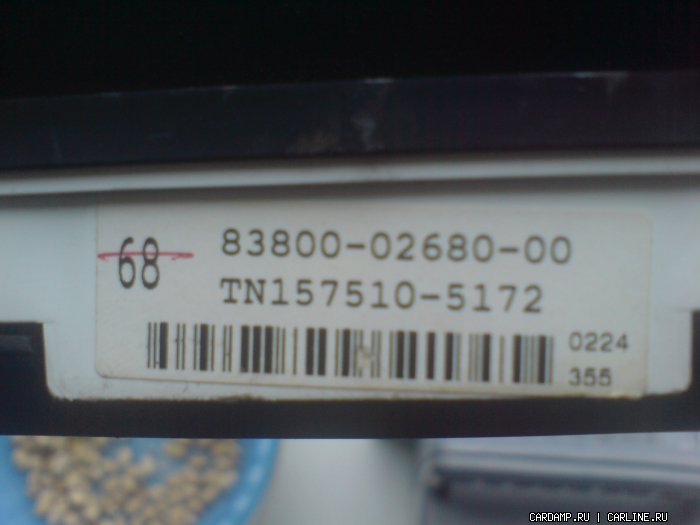 68
83800-02680-00
TN157510-5172
0224
355
CARDAMP.RU | CARLINE.RU